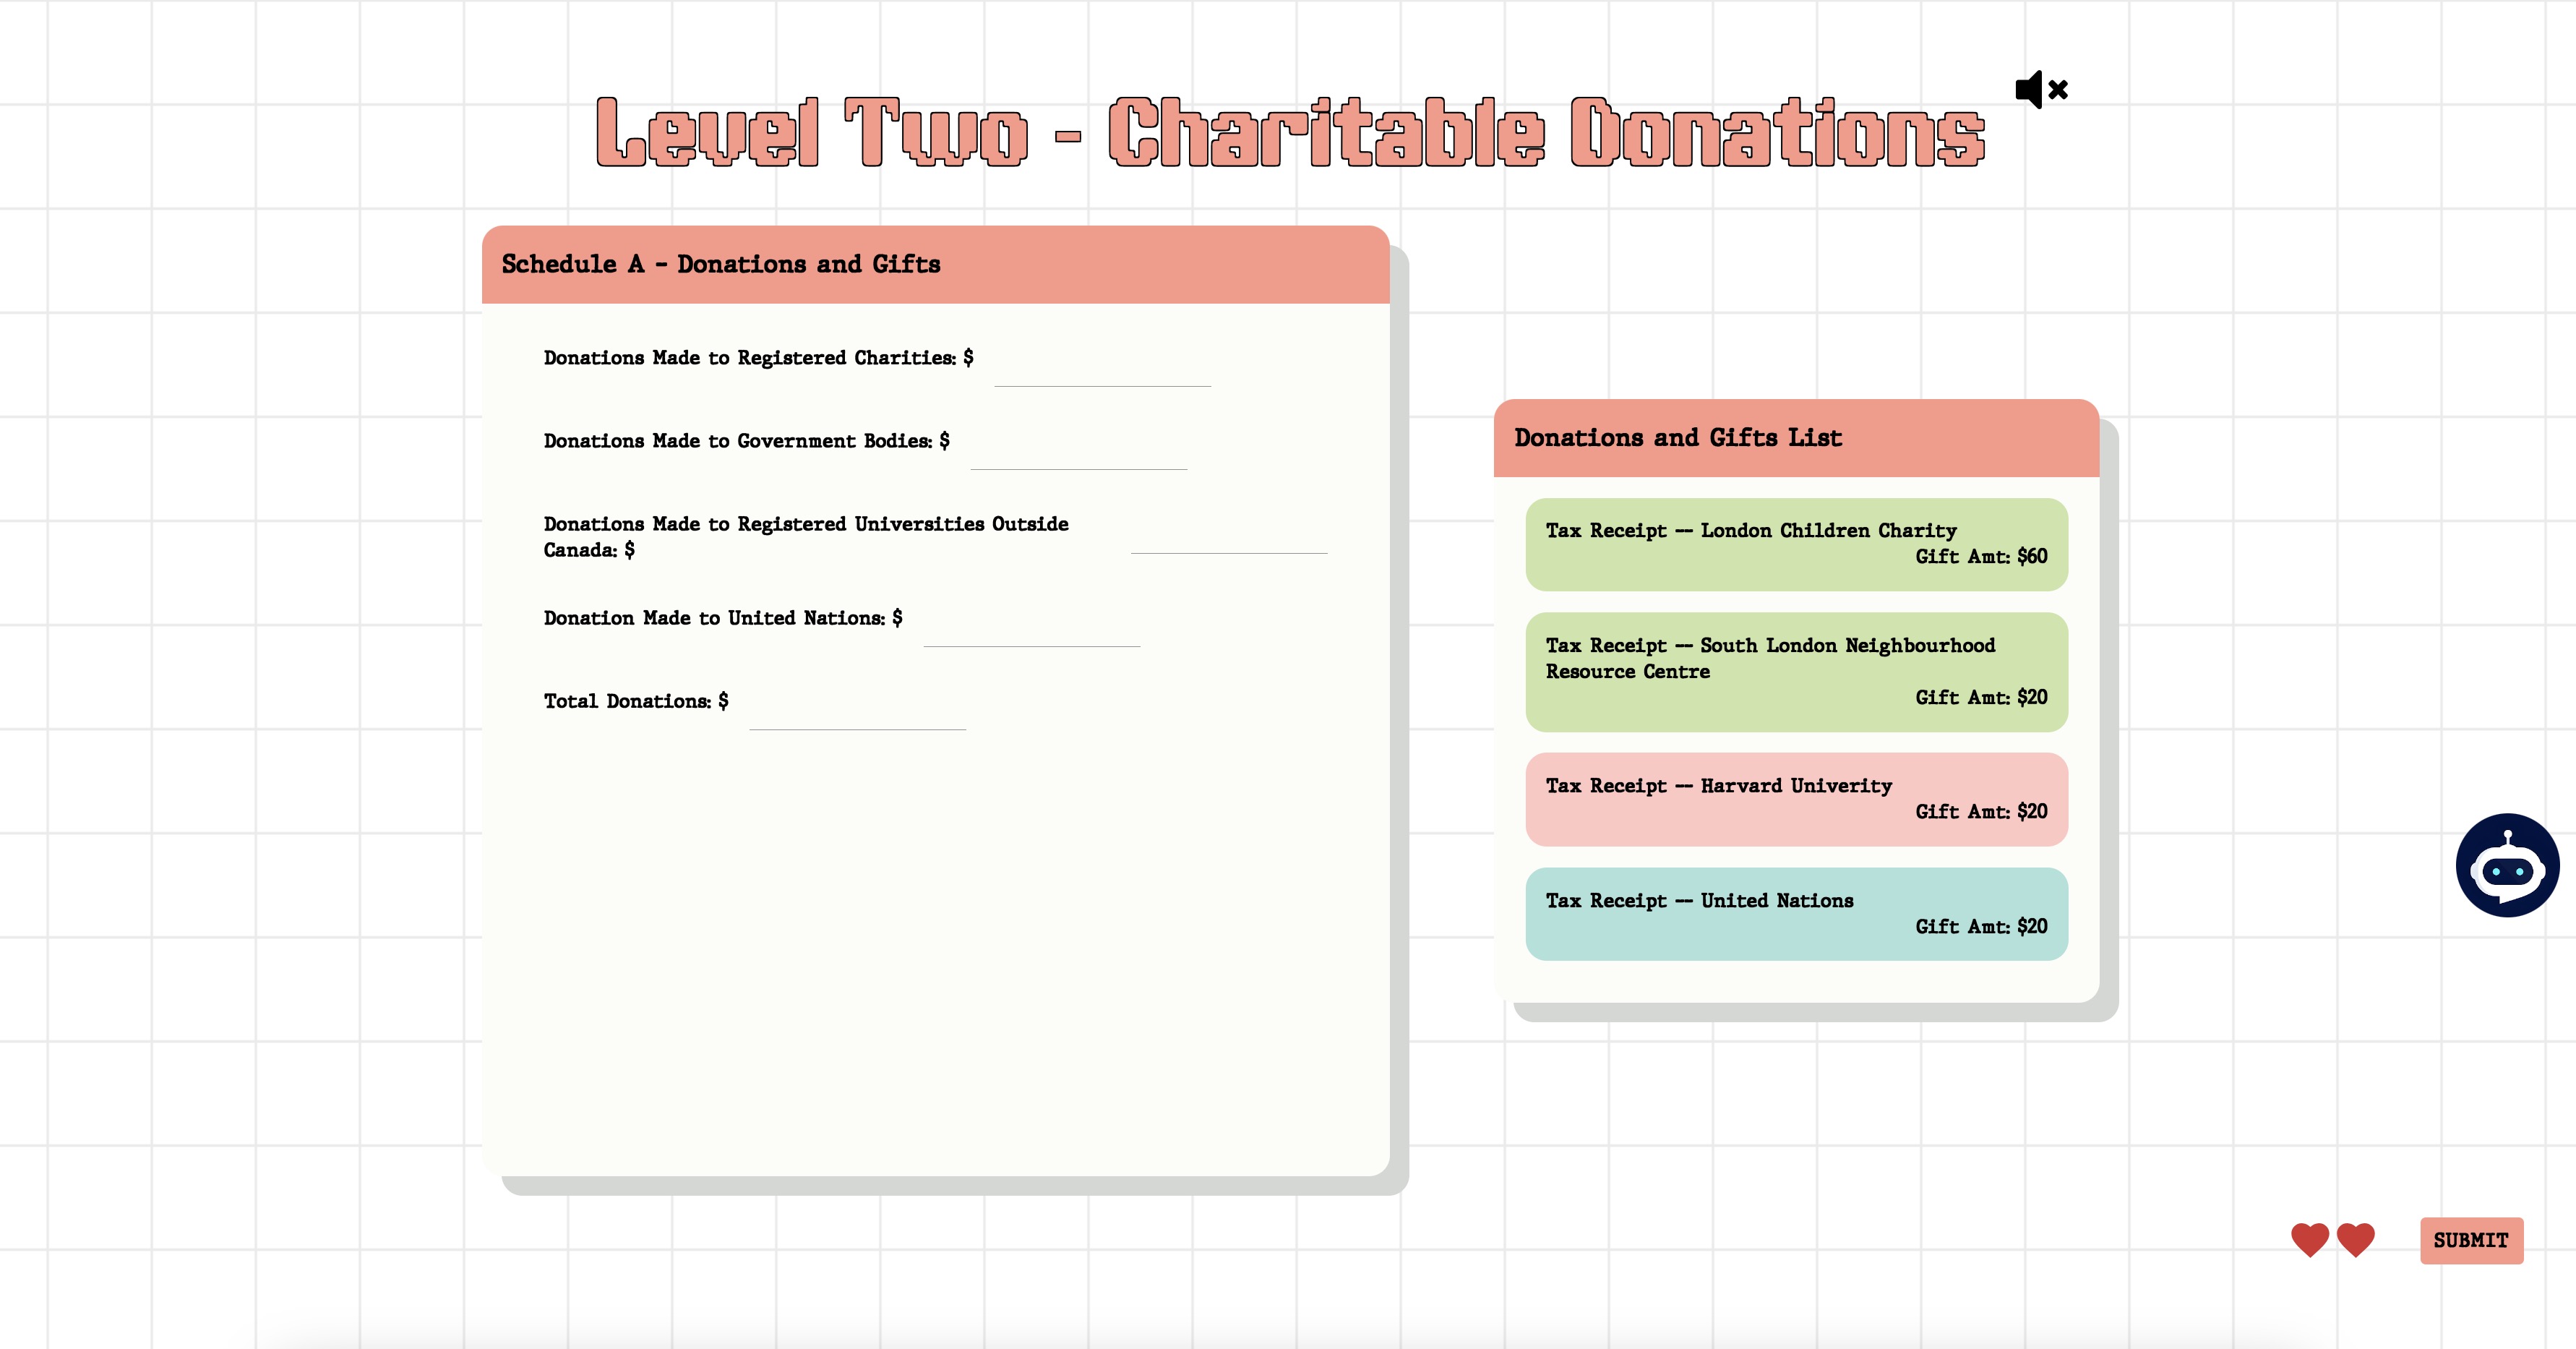 Level Two - Charitable Donations
Schedule A - Donations and Gifts
Donations Made to Registered Charities: $
Donations Made to Government Bodies: $
Donations Made to Registered Universities Outside
Canada: $
Donation Made to United Nations: $
Total Donations: $
Donations and Gifts List
Tax Receipt -- London Children Charity
Gift Amt: $60
Tax Receipt -- South London Neighbourhood
Resource Centre
Gift Amt: $20
Tax Receipt -- Harvard Univerity
Gift Amt: $20
Tax Receipt -- United Nations
Gift Amt: $20
SUBMIT